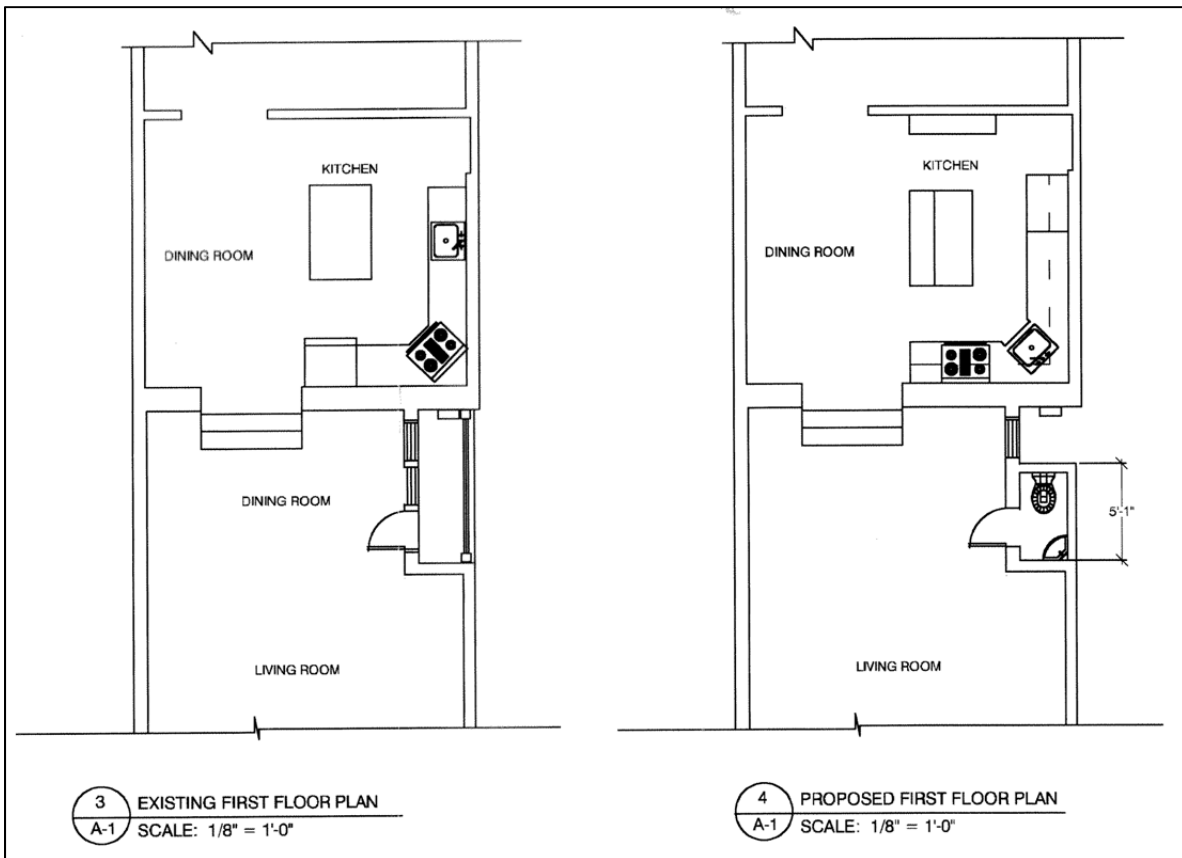 KITCHEN
DINING ROOM
DINING ROOM
LIVING ROOM
3
A-1
EXISTING FIRST FLOOR PLAN
SCALE: 1/8" = 1'-0"
KITCHEN
DINING ROOM
5'-1"
LIVING ROOM
4
A-1
PROPOSED FIRST FLOOR PLAN
SCALE: 1/8" = 1'-0"